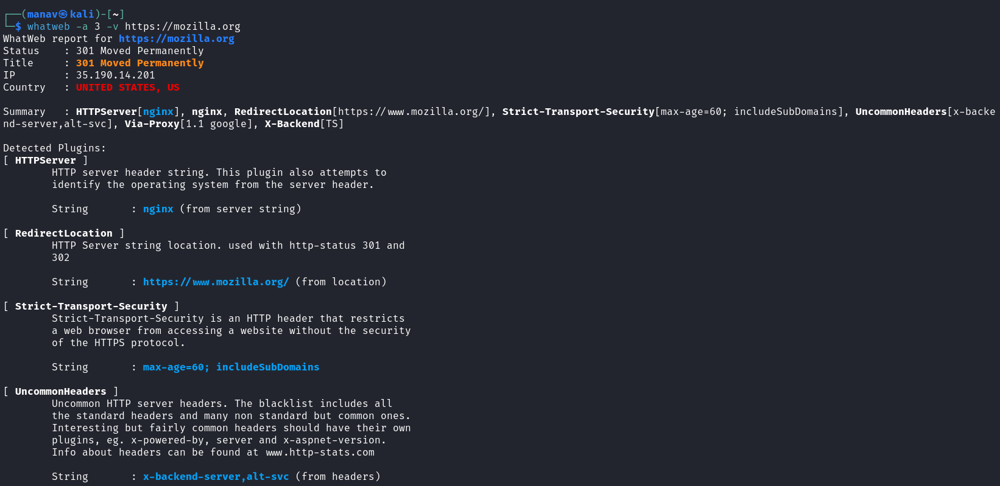 ┌──(manav㉿kali)-[~]
└─$ whatweb -a 3 -v https://mozilla.org
WhatWeb report for https://mozilla.org
Status    : 301 Moved Permanently
Title     : 301 Moved Permanently
IP        : 35.190.14.201
Country   : UNITED STATES, US

Summary   : HTTPServer[nginx], nginx, RedirectLocation[https://www.mozilla.org/], Strict-Transport-Security[max-age=60; includeSubDomains], UncommonHeaders[x-backe
nd-server,alt-svc], Via-Proxy[1.1 google], X-Backend[TS]

Detected Plugins:
[ HTTPServer ]
        HTTP server header string. This plugin also attempts to
        identify the operating system from the server header.

        String       : nginx (from server string)

[ RedirectLocation ]
        HTTP Server string location. used with http-status 301 and
        302

        String       : https://www.mozilla.org/ (from location)

[ Strict-Transport-Security ]
        Strict-Transport-Security is an HTTP header that restricts
        a web browser from accessing a website without the security
        of the HTTPS protocol.

        String       : max-age=60; includeSubDomains

[ UncommonHeaders ]
        Uncommon HTTP server headers. The blacklist includes all
        the standard headers and many non standard but common ones.
        Interesting but fairly common headers should have their own
        plugins, eg. x-powered-by, server and x-aspnet-version.
        Info about headers can be found at www.http-stats.com

        String       : x-backend-server,alt-svc (from headers)